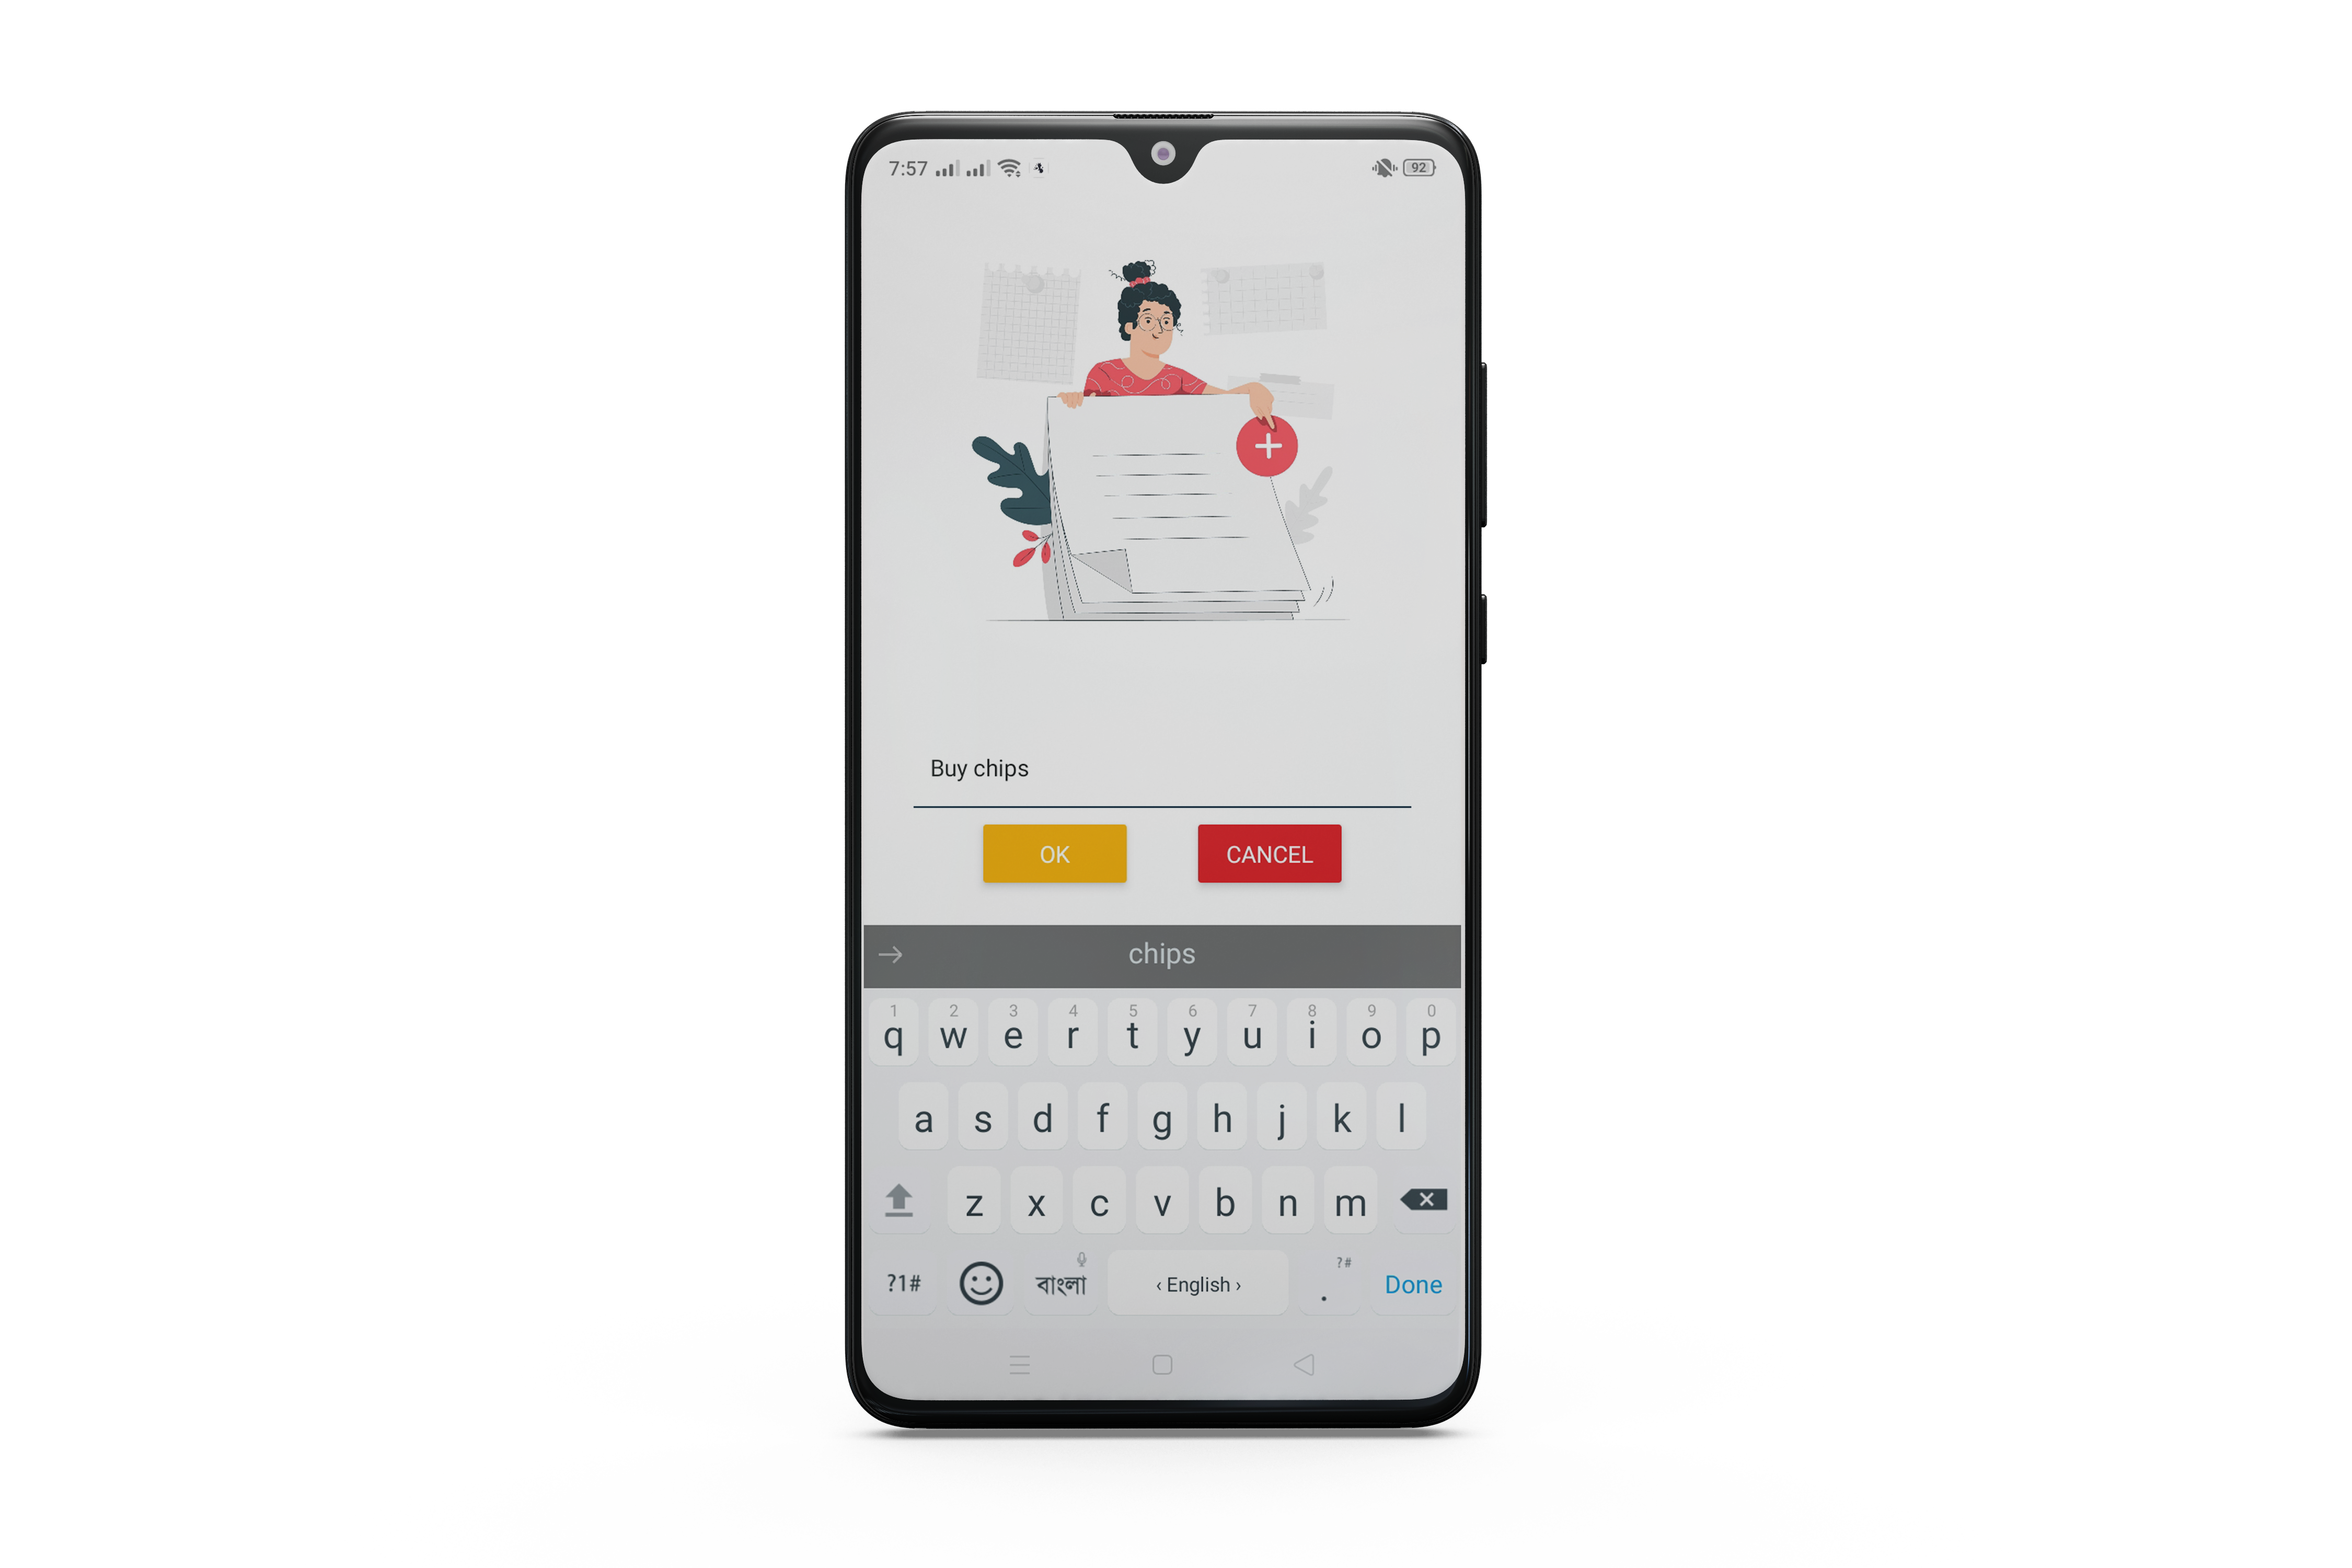 7:57 92
Buy chips
OK CANCEL
chips
1 2 3 4 5 6 7 8 9 0
q w e r t y u i o p
a s d f g h j k l
z x c v b n m
?1# বাংলা ‹ English › . ?# Done